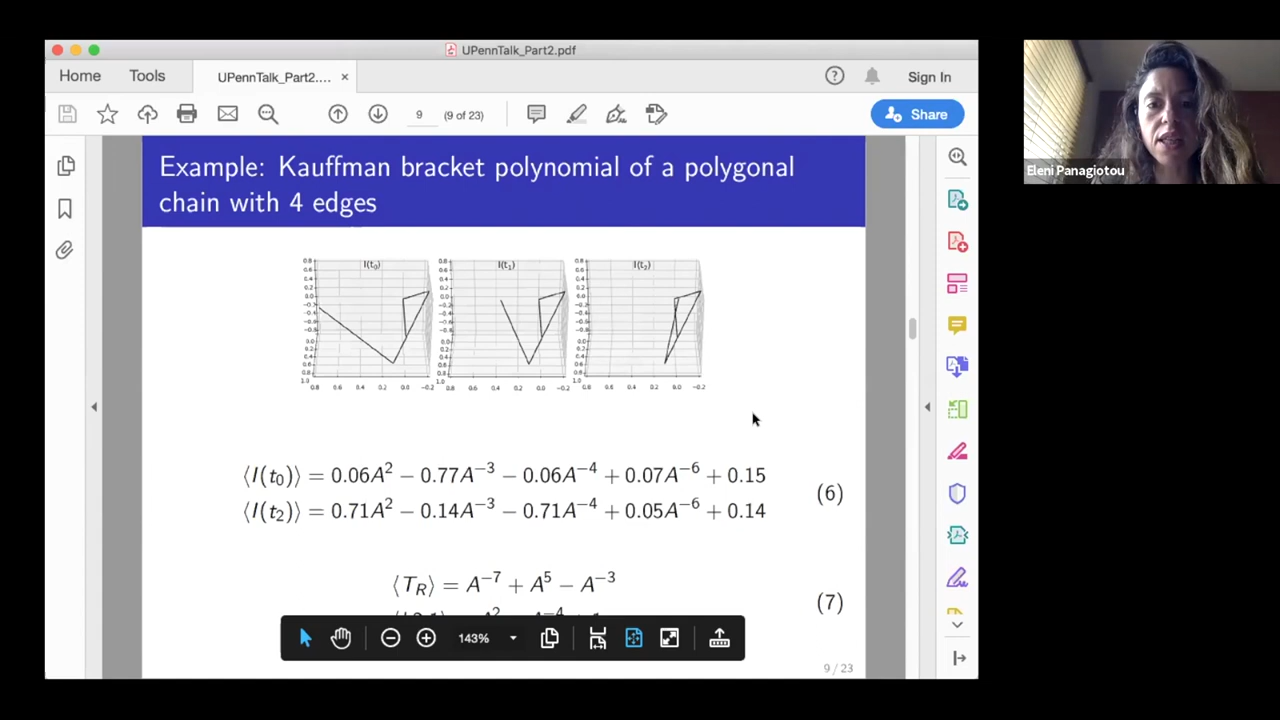 UPennTalk_Part2.pdf
Home Tools UPennTalk_Part2.... × Sign In
9 (9 of 23) Share
Eleni Panagiotou
Example: Kauffman bracket polynomial of a polygonal
chain with 4 edges
I(t₀) I(t₁) I(t₂)
⟨I(t₀)⟩ = 0.06A² − 0.77A⁻³ − 0.06A⁻⁴ + 0.07A⁻⁶ + 0.15
(6)
⟨I(t₂)⟩ = 0.71A² − 0.14A⁻³ − 0.71A⁻⁴ + 0.05A⁻⁶ + 0.14
⟨T_R⟩ = A⁻⁷ + A⁵ − A⁻³
(7)
143%
9 / 23